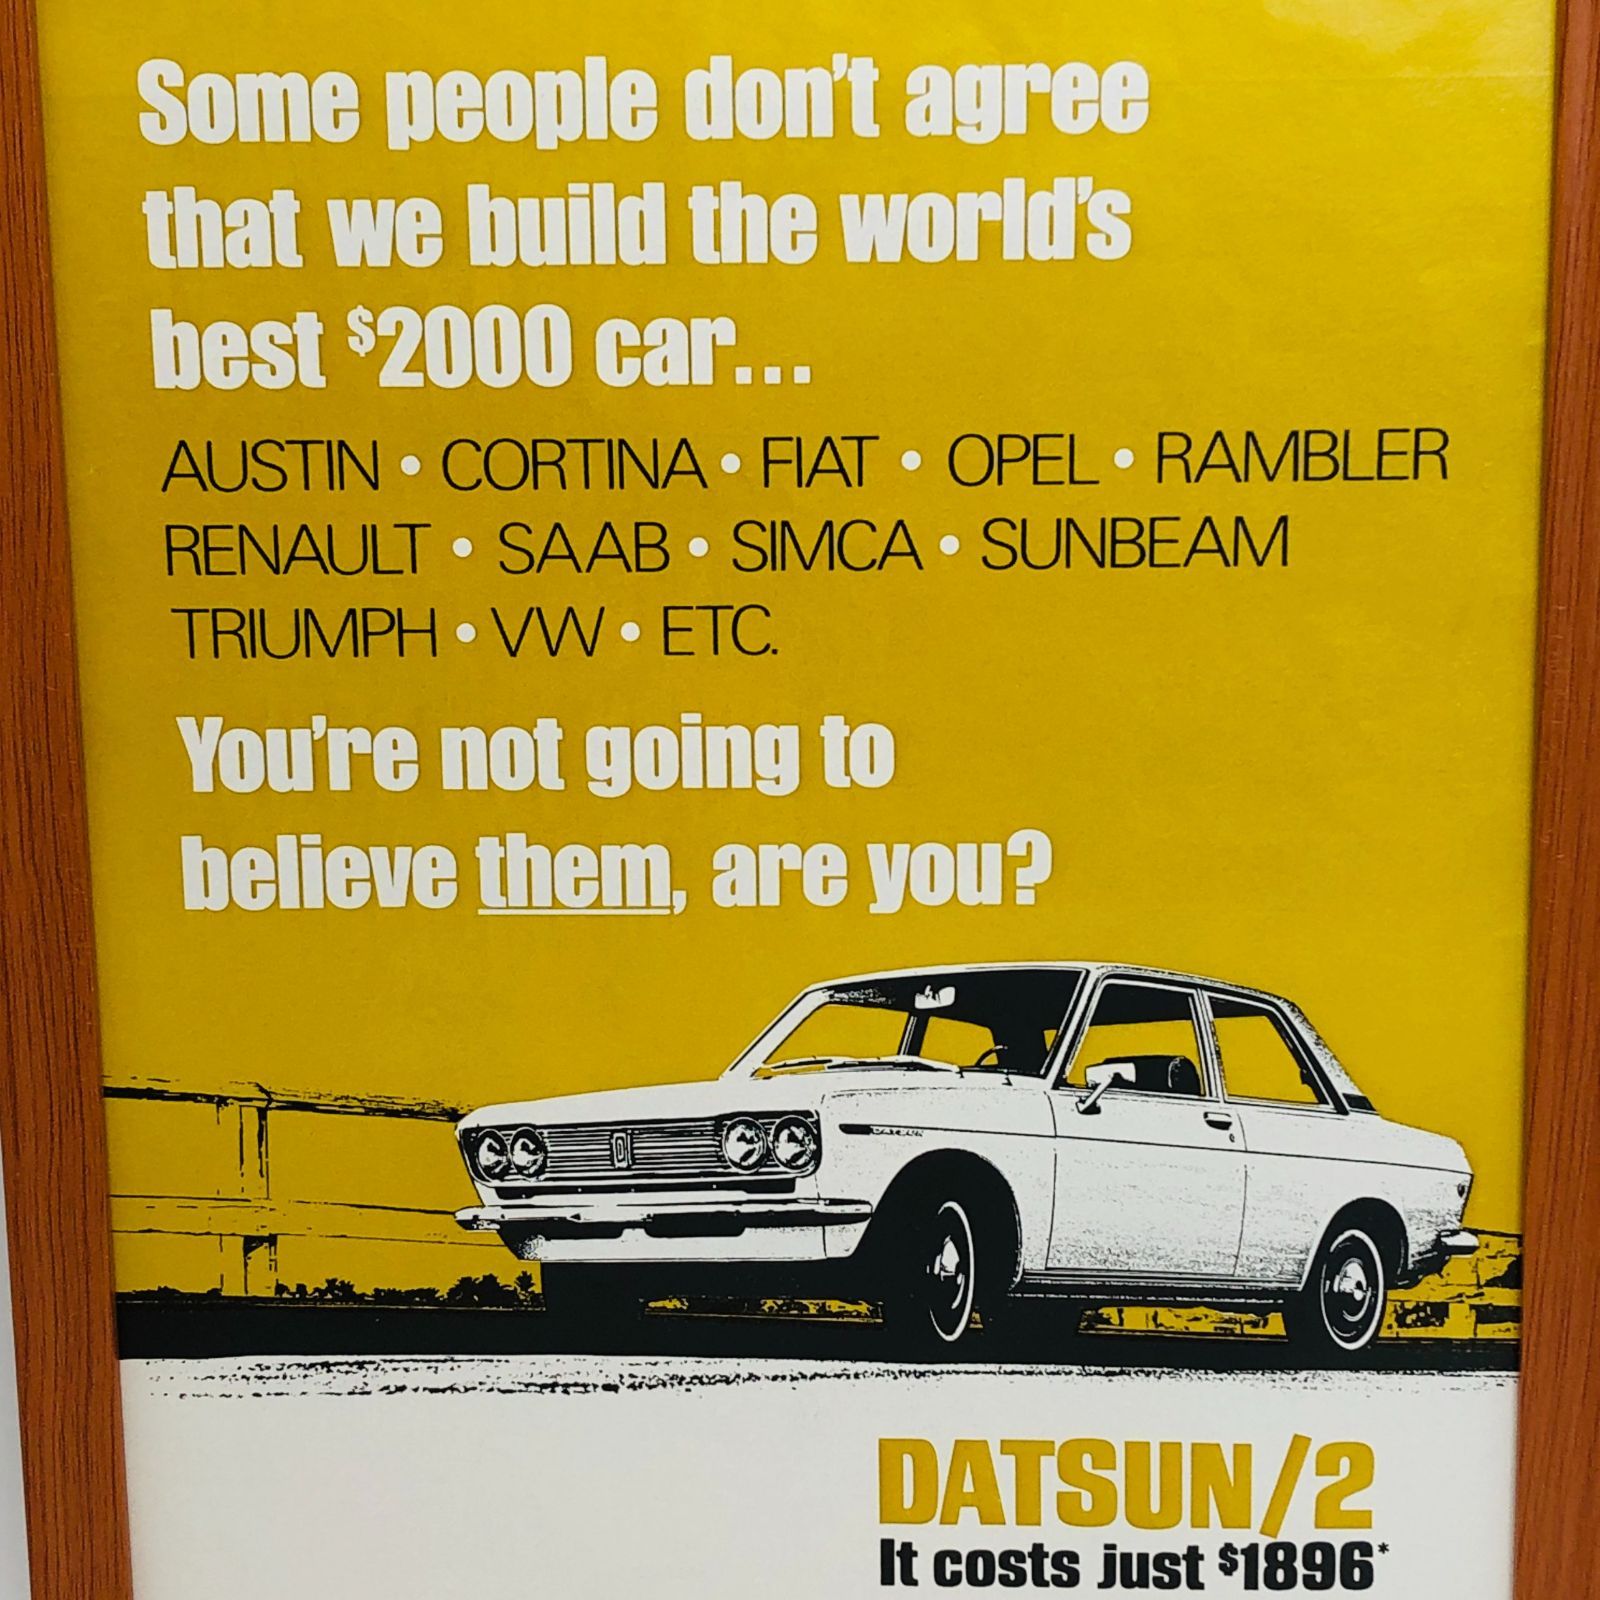 Some people don't agree
that we build the world's
best $2000 car...
AUSTIN • CORTINA • FIAT • OPEL • RAMBLER
RENAULT • SAAB • SIMCA • SUNBEAM
TRIUMPH • VW • ETC.
You're not going to
believe them, are you?
DATSUN
DATSUN/2
It costs just $1896*